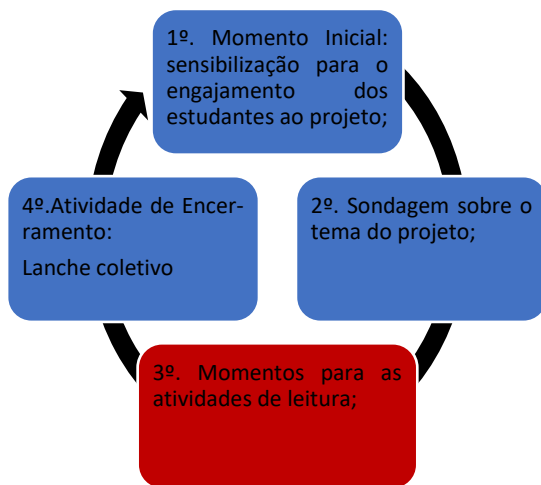 1º. Momento Inicial:
sensibilização para o
engajamento dos
estudantes ao projeto;
2º. Sondagem sobre o
tema do projeto;
3º. Momentos para as
atividades de leitura;
4º.Atividade de Encer-
ramento:
Lanche coletivo